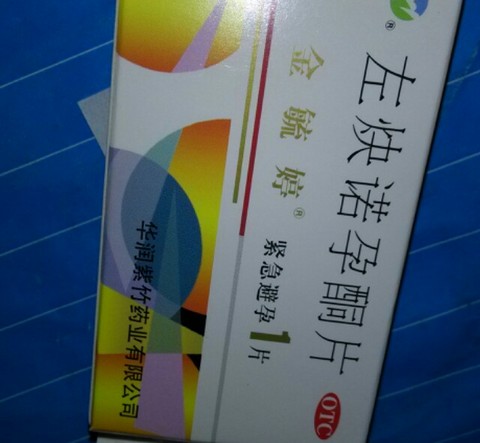 左炔诺孕酮片
金毓婷®
紧急避孕1片
OTC
华润紫竹药业有限公司